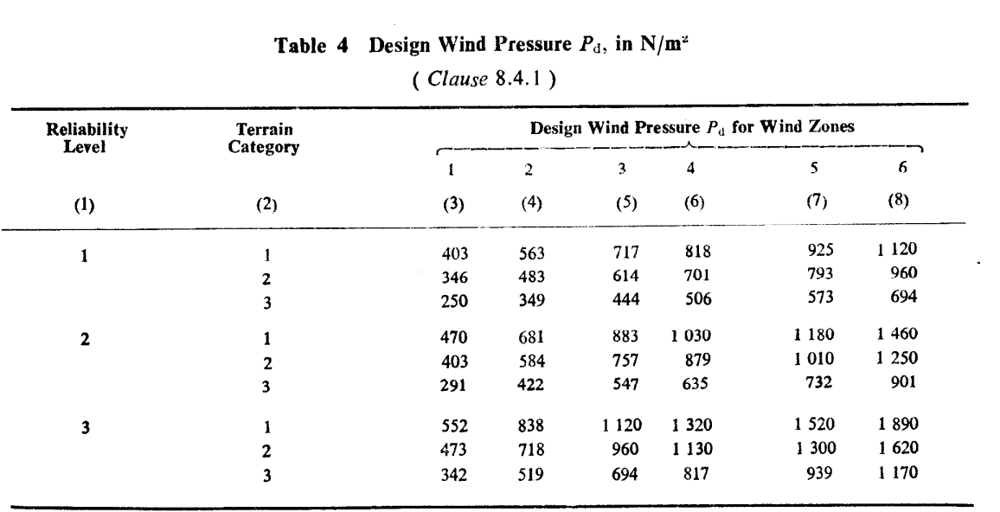 Table 4 Design Wind Pressure Pd, in N/m²
( Clause 8.4.1 )
Reliability Level Terrain Category Design Wind Pressure Pd for Wind Zones
1 2 3 4 5 6
(1) (2) (3) (4) (5) (6) (7) (8)
1 1 403 563 717 818 925 1 120
2 346 483 614 701 793 960
3 250 349 444 506 573 694
2 1 470 681 883 1 030 1 180 1 460
2 403 584 757 879 1 010 1 250
3 291 422 547 635 732 901
3 1 552 838 1 120 1 320 1 520 1 890
2 473 718 960 1 130 1 300 1 620
3 342 519 694 817 939 1 170